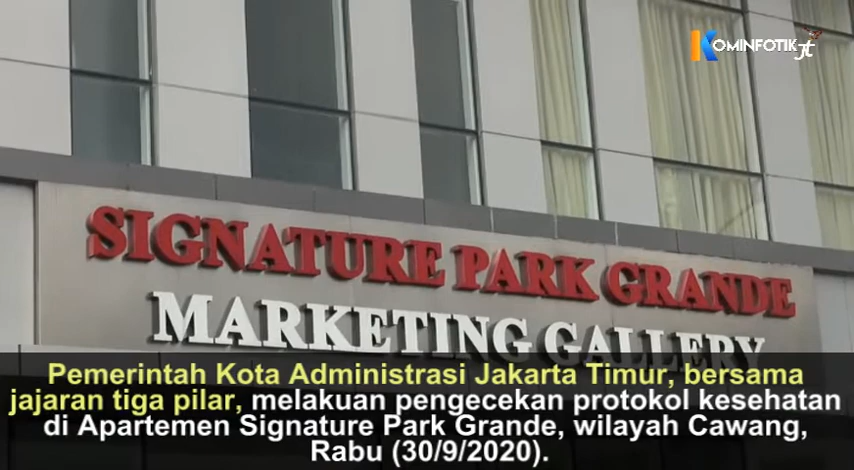 KOMINFOTIK JT
SIGNATURE PARK GRANDE
MARKETING GALLERY
Pemerintah Kota Administrasi Jakarta Timur, bersama
jajaran tiga pilar, melakuan pengecekan protokol kesehatan
di Apartemen Signature Park Grande, wilayah Cawang,
Rabu (30/9/2020).